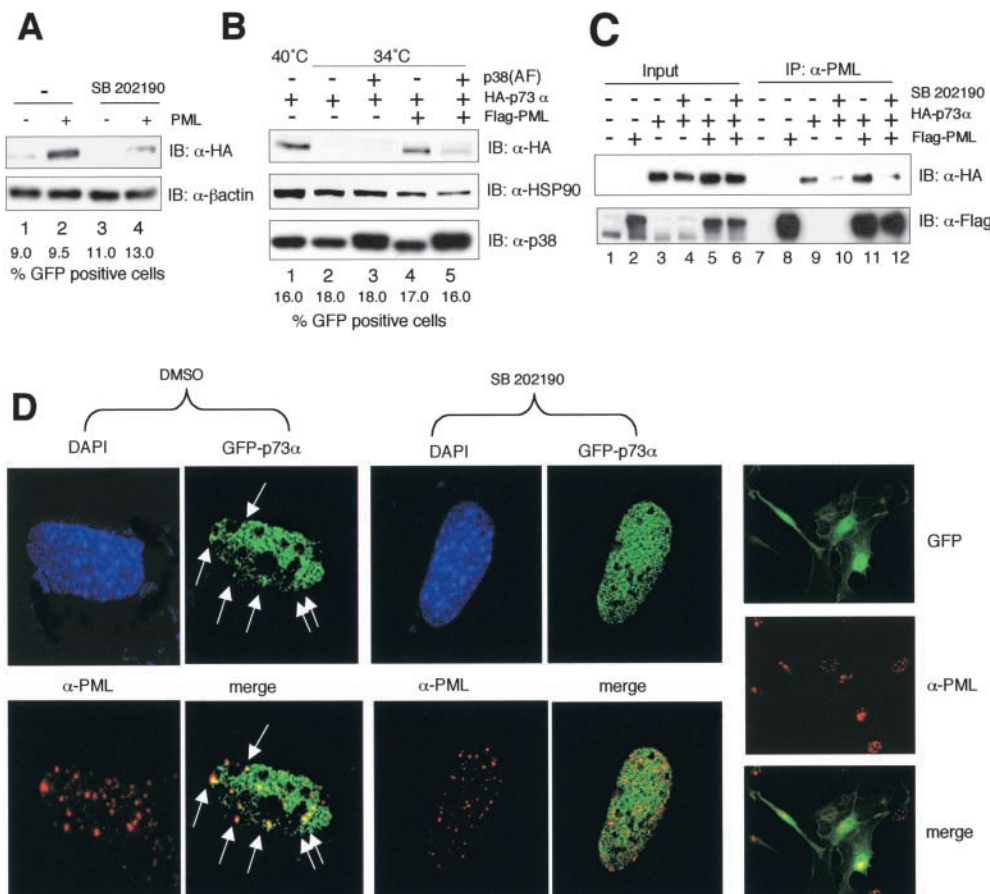 A
- SB 202190
- + - + PML
IB: α-HA
IB: α-βactin
1 2 3 4
9.0 9.5 11.0 13.0
% GFP positive cells
B
40°C 34°C
- - + - + p38(AF)
+ + + + + HA-p73 α
- - - + + Flag-PML
IB: α-HA
IB: α-HSP90
IB: α-p38
1 2 3 4 5
16.0 18.0 18.0 17.0 16.0
% GFP positive cells
C
Input IP: α-PML
SB 202190 - - - + - + - - - + - +
HA-p73α - - + + + + - - + + + +
Flag-PML - + - - + + - + - - + +
IB: α-HA
IB: α-Flag
1 2 3 4 5 6 7 8 9 10 11 12
D
DMSO
SB 202190
DAPI GFP-p73α DAPI GFP-p73α
GFP
α-PML
α-PML merge α-PML merge
merge